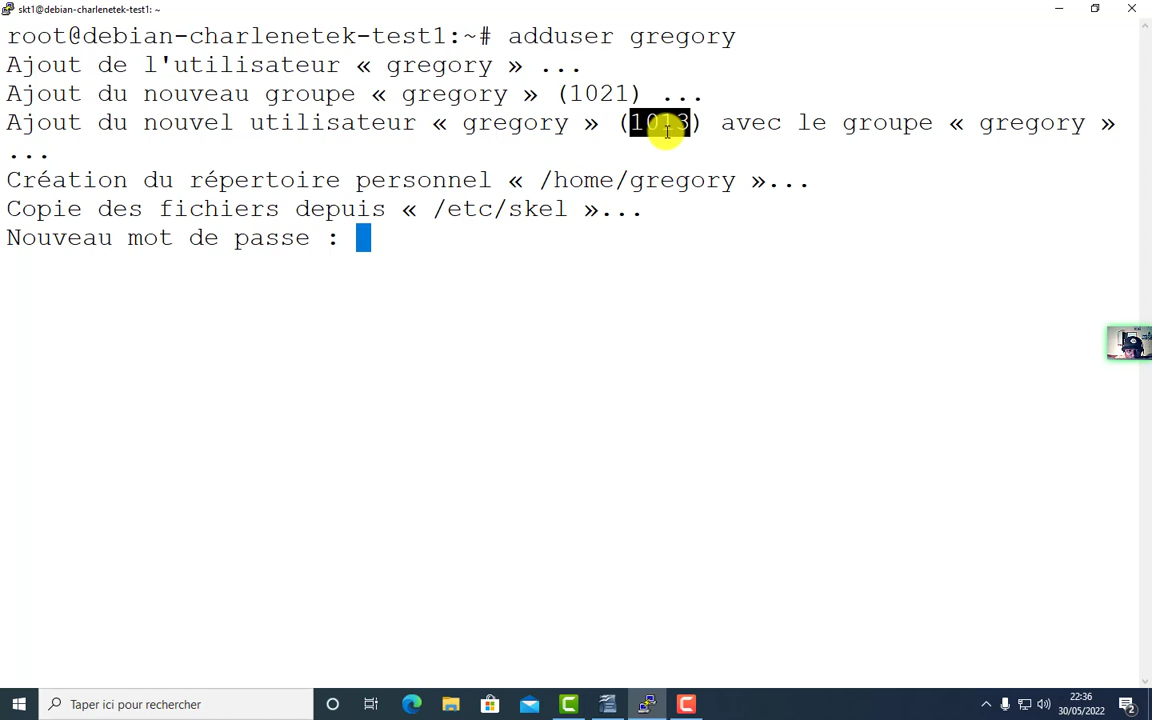 skt1@debian-charlenetek-test1: ~
root@debian-charlenetek-test1:~# adduser gregory
Ajout de l'utilisateur « gregory » ...
Ajout du nouveau groupe « gregory » (1021) ...
Ajout du nouvel utilisateur « gregory » (1013) avec le groupe « gregory »
...
Création du répertoire personnel « /home/gregory »...
Copie des fichiers depuis « /etc/skel »...
Nouveau mot de passe :
Taper ici pour rechercher
22:36
30/05/2022
2